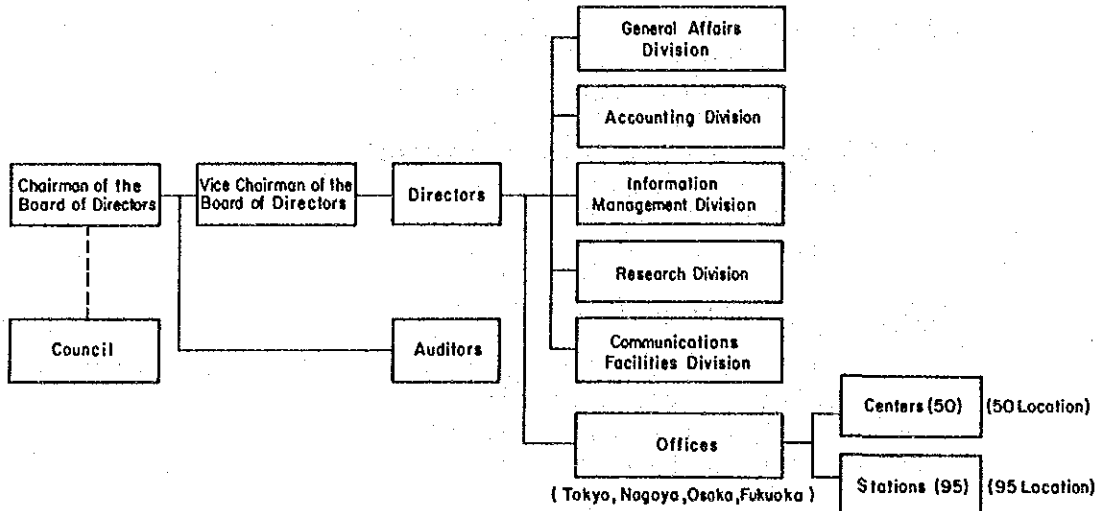 General Affairs
Division
Accounting Division
Chairman of the
Board of Directors
Vice Chairman of the
Board of Directors
Directors
Information
Management Division
Research Division
Council
Auditors
Communications
Facilities Division
Offices
( Tokyo, Nagoya, Osaka, Fukuoka )
Centers (50) (50 Location)
Stations (95) (95 Location)